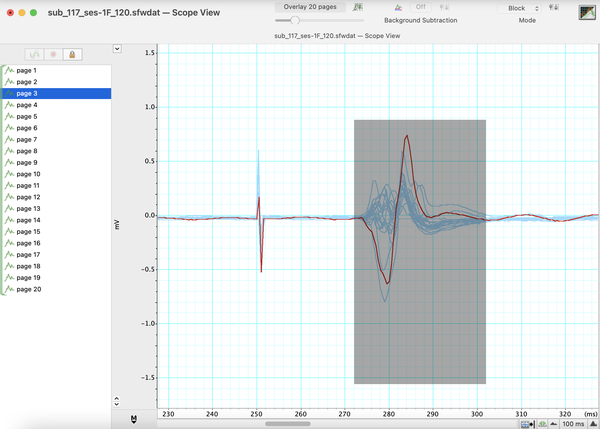 sub_117_ses-1F_120.sfwdat — Scope View
Overlay 20 pages
Off
Block
Background Subtraction
Mode
sub_117_ses-1F_120.sfwdat — Scope View
page 1
page 2
page 3
page 4
page 5
page 6
page 7
page 8
page 9
page 10
page 11
page 12
page 13
page 14
page 15
page 16
page 17
page 18
page 19
page 20
1.5
1.0
0.5
0.0
-0.5
-1.0
-1.5
mV
230
240
250
260
270
280
290
300
310
320
(ms)
M
100 ms